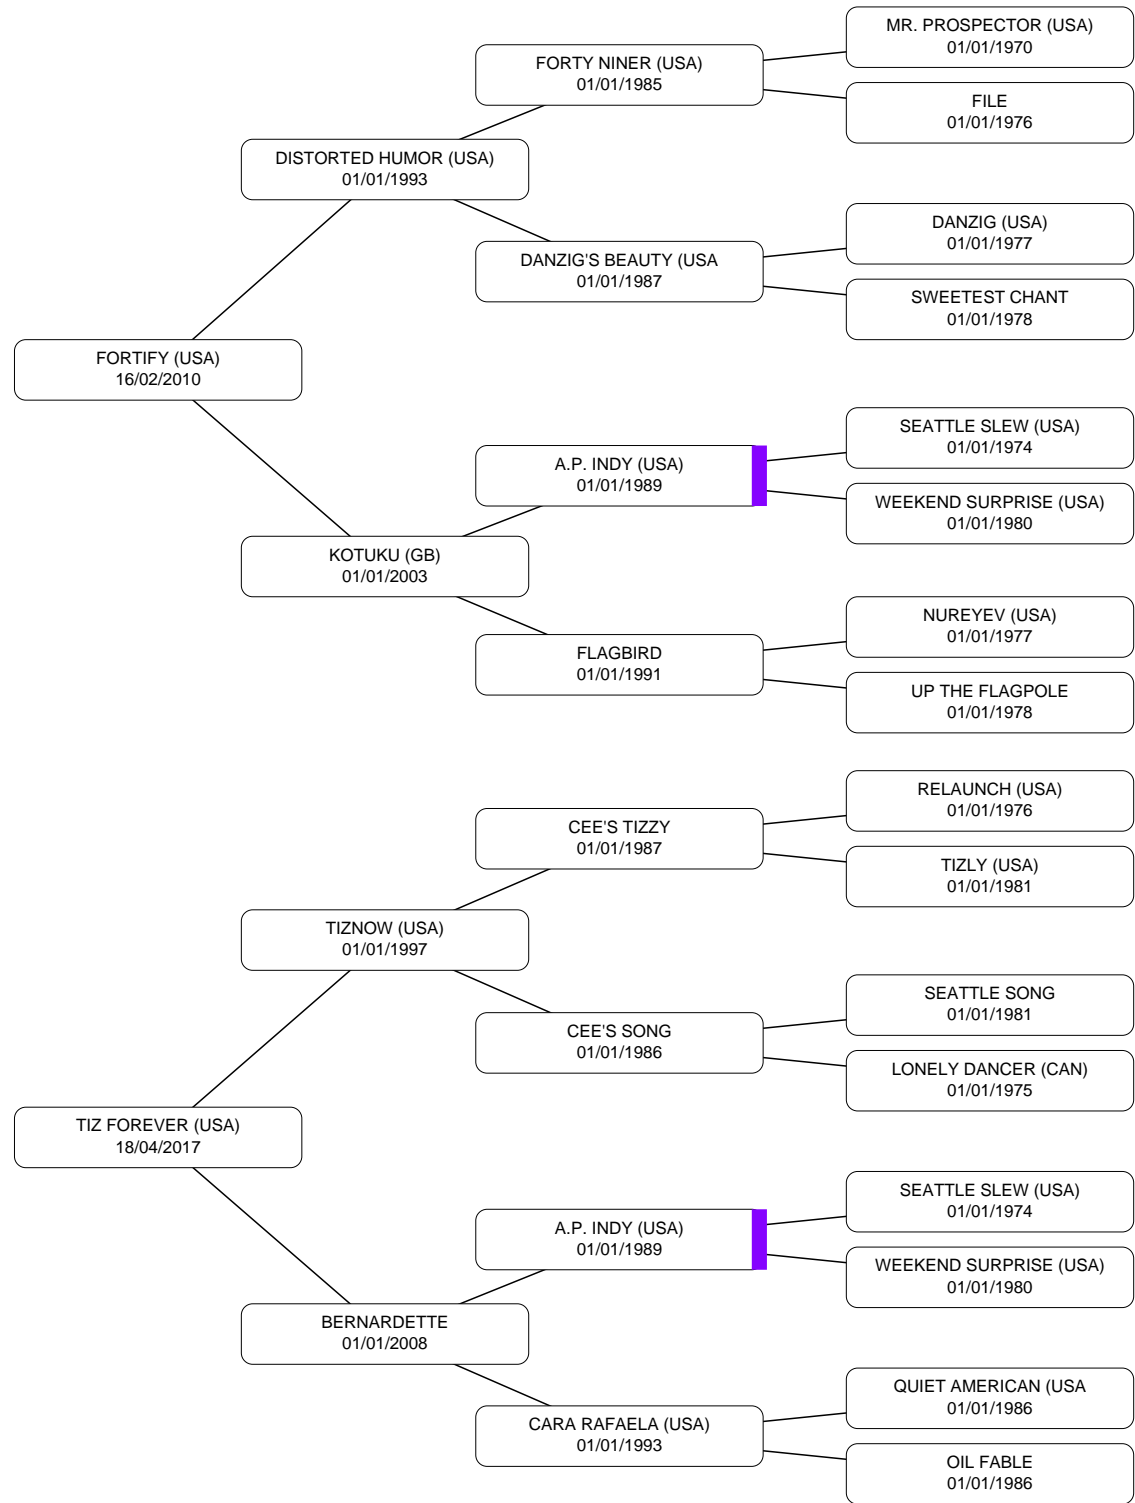 MR. PROSPECTOR (USA)
01/01/1970
FORTY NINER (USA)
01/01/1985
FILE
01/01/1976
DISTORTED HUMOR (USA)
01/01/1993
DANZIG (USA)
01/01/1977
DANZIG'S BEAUTY (USA
01/01/1987
SWEETEST CHANT
01/01/1978
FORTIFY (USA)
16/02/2010
SEATTLE SLEW (USA)
01/01/1974
A.P. INDY (USA)
01/01/1989
WEEKEND SURPRISE (USA)
01/01/1980
KOTUKU (GB)
01/01/2003
NUREYEV (USA)
01/01/1977
FLAGBIRD
01/01/1991
UP THE FLAGPOLE
01/01/1978
RELAUNCH (USA)
01/01/1976
CEE'S TIZZY
01/01/1987
TIZLY (USA)
01/01/1981
TIZNOW (USA)
01/01/1997
SEATTLE SONG
01/01/1981
CEE'S SONG
01/01/1986
LONELY DANCER (CAN)
01/01/1975
TIZ FOREVER (USA)
18/04/2017
SEATTLE SLEW (USA)
01/01/1974
A.P. INDY (USA)
01/01/1989
WEEKEND SURPRISE (USA)
01/01/1980
BERNARDETTE
01/01/2008
QUIET AMERICAN (USA
01/01/1986
CARA RAFAELA (USA)
01/01/1993
OIL FABLE
01/01/1986